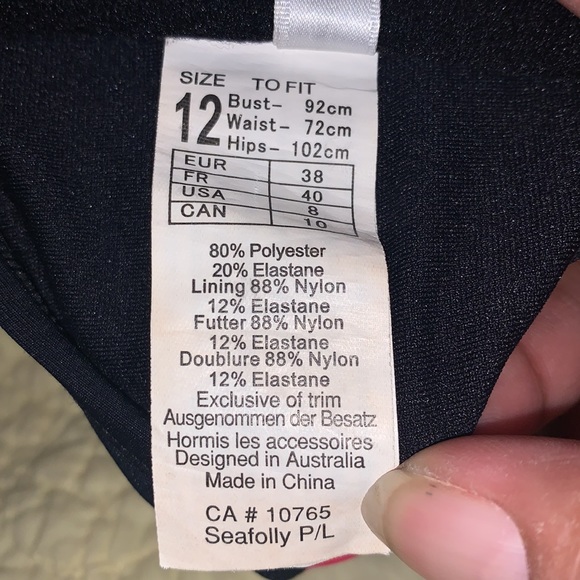 SIZE TO FIT
12 Bust- 92cm
Waist- 72cm
Hips- 102cm
EUR 38
FR 40
USA 8
CAN 10
80% Polyester
20% Elastane
Lining 88% Nylon
12% Elastane
Futter 88% Nylon
12% Elastane
Doublure 88% Nylon
12% Elastane
Exclusive of trim
Ausgenommen der Besatz
Hormis les accessoires
Designed in Australia
Made in China
CA # 10765
Seafolly P/L